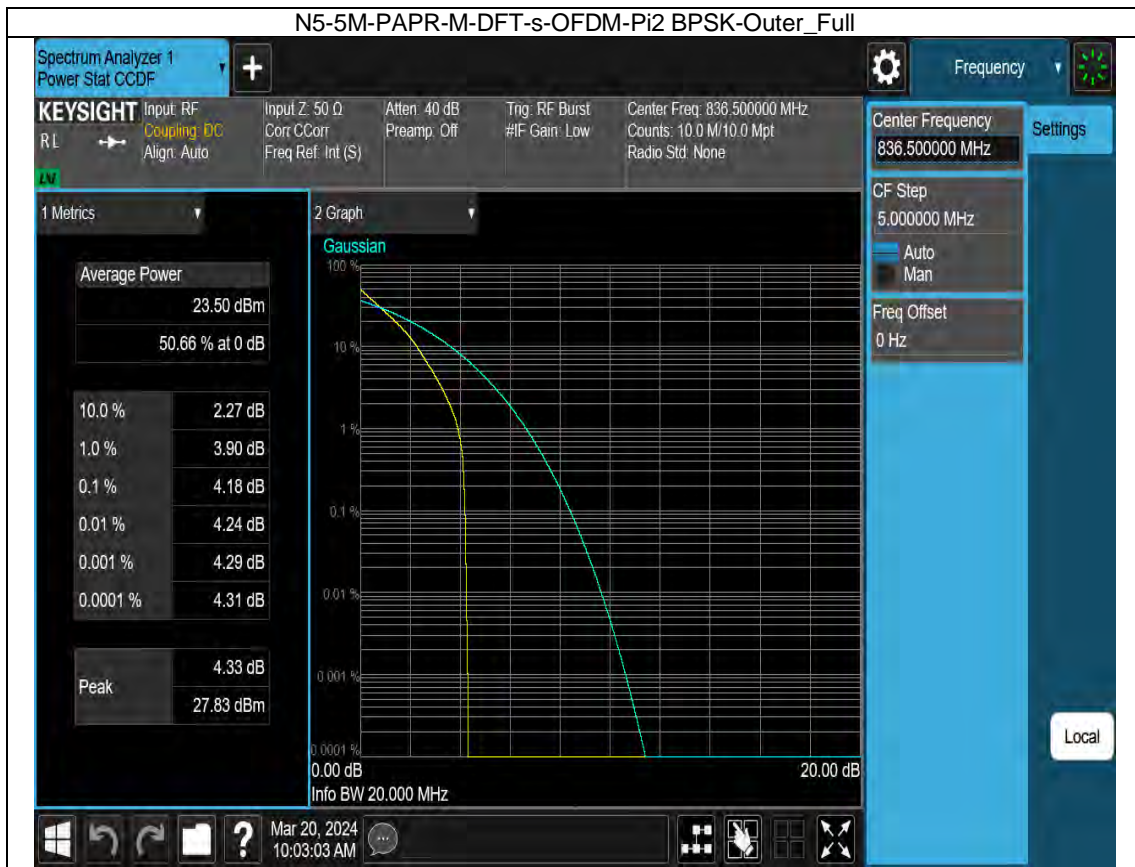 N5-5M-PAPR-M-DFT-s-OFDM-Pi2 BPSK-Outer_Full
Spectrum Analyzer 1
Power Stat CCDF
+
Frequency
KEYSIGHT
RL
LXI
Input: RF
Coupling: DC
Align: Auto
Input Z: 50 Ω
Corr CCorr
Freq Ref: Int (S)
Atten: 40 dB
Preamp: Off
Trig: RF Burst
#IF Gain: Low
Center Freq: 836.500000 MHz
Counts: 10.0 M/10.0 Mpt
Radio Std: None
Center Frequency
836.500000 MHz
Settings
CF Step
5.000000 MHz
Auto
Man
Freq Offset
0 Hz
Local
1 Metrics
Average Power
23.50 dBm
50.66 % at 0 dB
10.0 % 2.27 dB
1.0 % 3.90 dB
0.1 % 4.18 dB
0.01 % 4.24 dB
0.001 % 4.29 dB
0.0001 % 4.31 dB
Peak
4.33 dB
27.83 dBm
2 Graph
Gaussian
100 %
10 %
1 %
0.1 %
0.01 %
0.001 %
0.0001 %
0.00 dB 20.00 dB
Info BW 20.000 MHz
?
Mar 20, 2024
10:03:03 AM